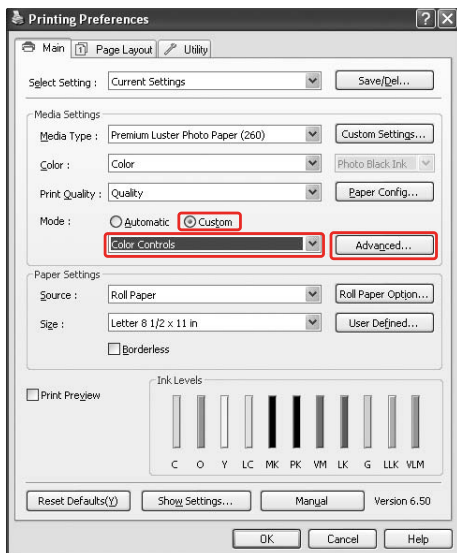 Printing Preferences
Main Page Layout Utility
Select Setting : Current Settings Save/Del...
Media Settings
Media Type : Premium Luster Photo Paper (260) Custom Settings...
Color : Color Photo Black Ink
Print Quality : Quality Paper Config...
Mode : Automatic Custom
Color Controls Advanced...
Paper Settings
Source : Roll Paper Roll Paper Option...
Size : Letter 8 1/2 x 11 in User Defined...
Borderless
Print Preview
Ink Levels
C O Y LC MK PK VM LK G LLK VLM
Reset Defaults(Y) Show Settings... Manual Version 6.50
OK Cancel Help